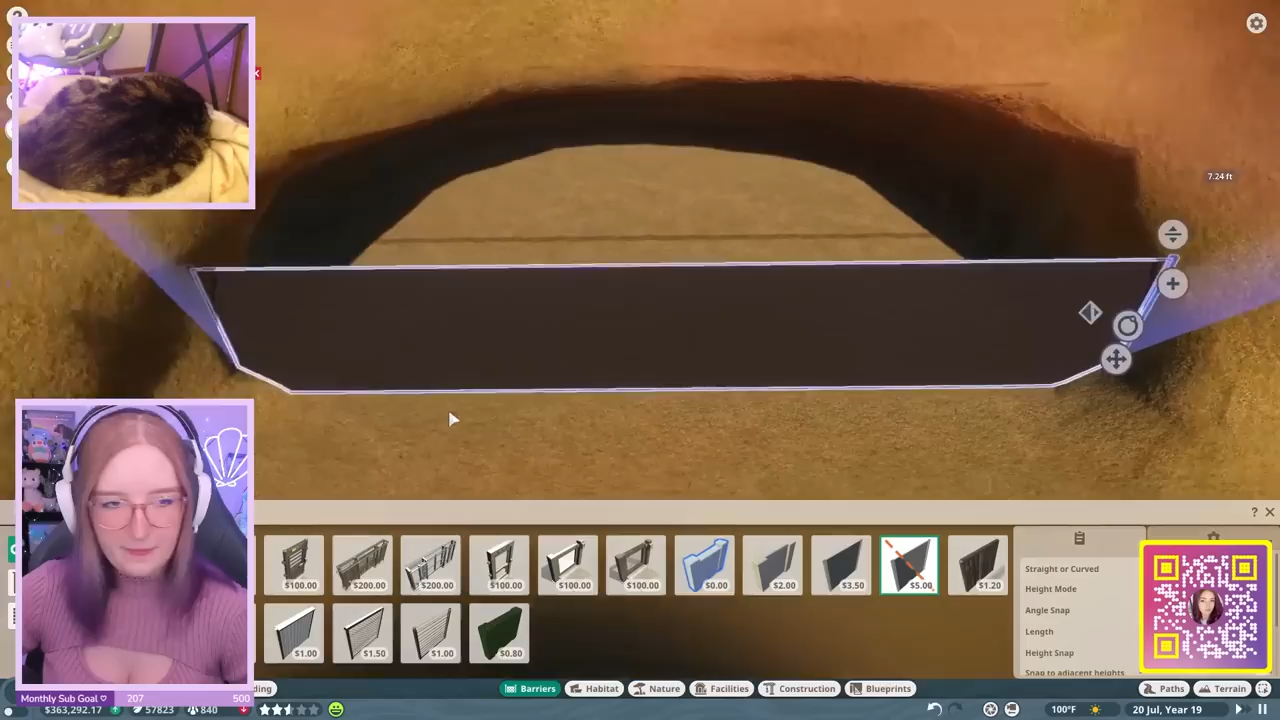 ?
7.24 ft
? ×
$100.00
$200.00
$200.00
$100.00
$100.00
$100.00
$0.00
$2.00
$3.50
$5.00
$1.20
$1.00
$1.50
$1.00
$0.80
Straight or Curved
Height Mode
Angle Snap
Length
Height Snap
Snap to adjacent heights
Monthly Sub Goal ♡ 207 500
Barriers
Habitat
Nature
Facilities
Construction
Blueprints
Paths
Terrain
$363,292.17
57823
840
100°F
20 Jul, Year 19